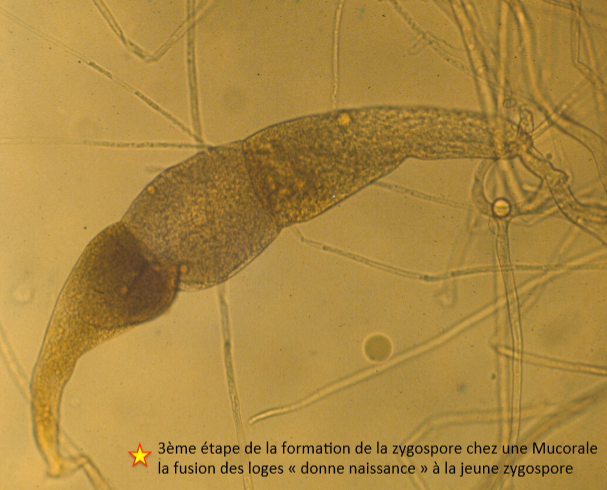 3ème étape de la formation de la zygospore chez une Mucorale
la fusion des loges « donne naissance » à la jeune zygospore